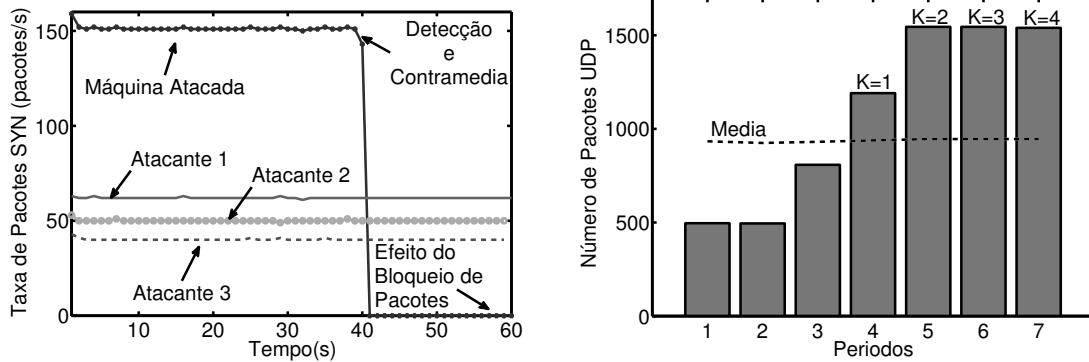 Taxa de Pacotes SYN (pacotes/s)
150
100
50
0
Máquina Atacada
Detecção
e
Contramedia
Atacante 1
Atacante 2
Atacante 3
Efeito do
Bloqueio de
Pacotes
10
20
30
40
50
60
Tempo(s)
Número de Pacotes UDP
1500
1000
500
0
Media
K=1
K=2
K=3
K=4
1
2
3
4
5
6
7
Periodos